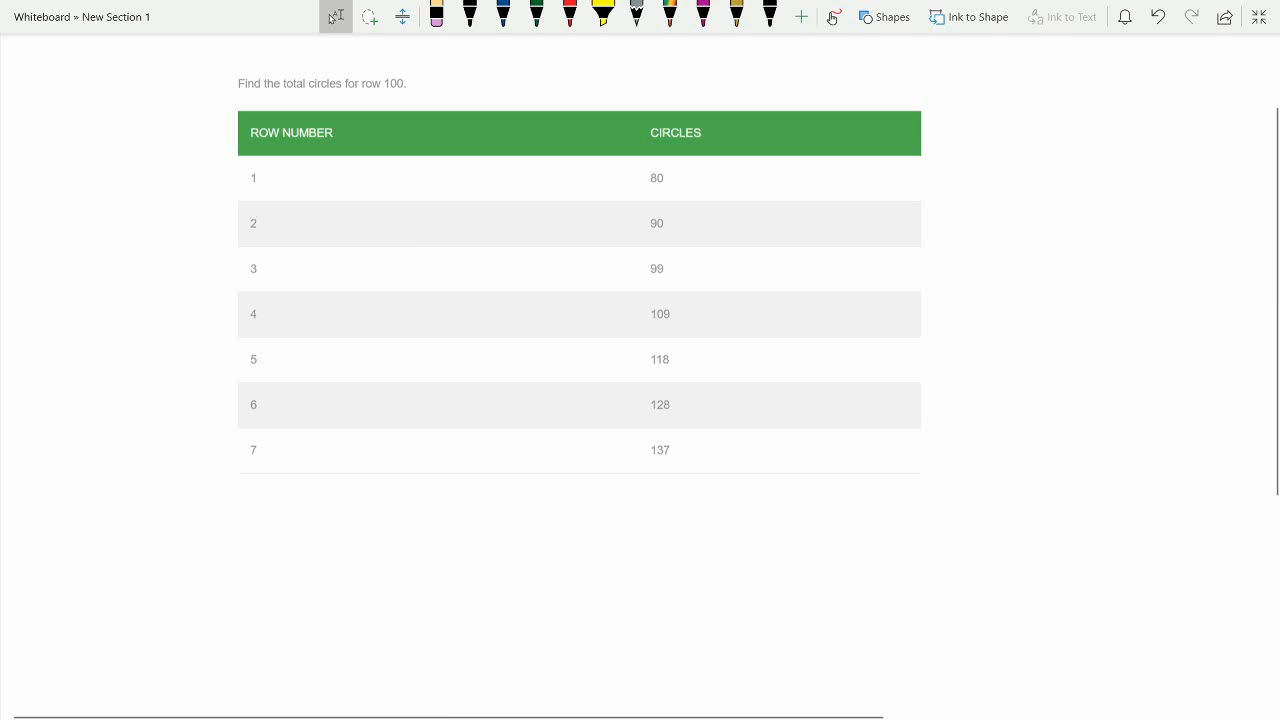 Whiteboard » New Section 1
Shapes
Ink to Shape
Ink to Text
Find the total circles for row 100.
ROW NUMBER CIRCLES
1 80
2 90
3 99
4 109
5 118
6 128
7 137